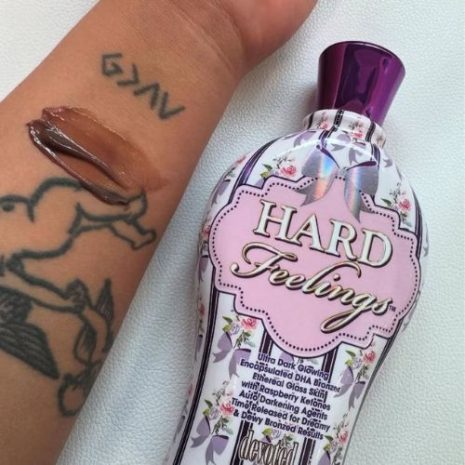 G>ΛV
HARD
Feelings
Ultra Dark Glowing
Encapsulated DHA Bronzer
Ethereal Glass Skin
with Raspberry Ketones
Auto Darkening Agents
Time Released for Dreamy
& Dewy Bronzed Results
devoted